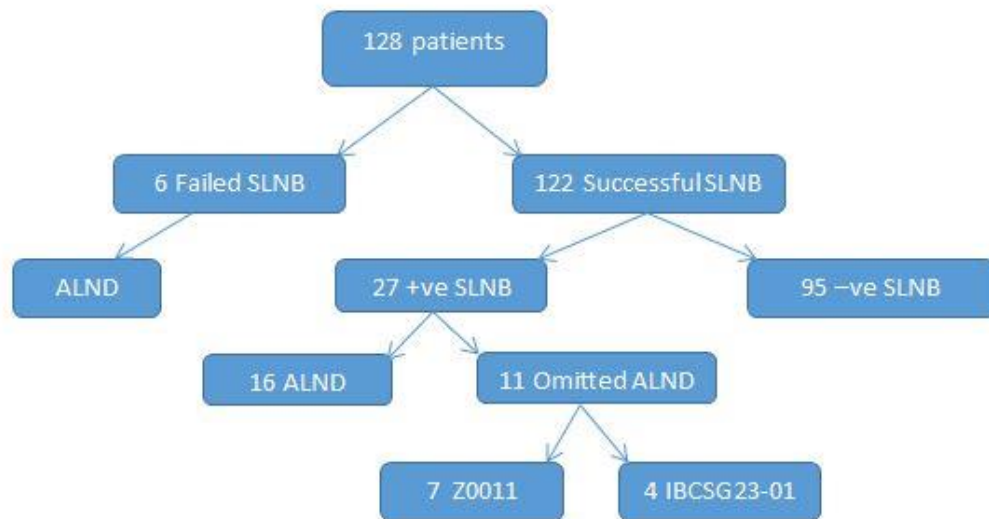 128 patients
6 Failed SLNB
122 Successful SLNB
ALND
27 +ve SLNB
95 –ve SLNB
16 ALND
11 Omitted ALND
7 Z0011
4 IBCSG23-01